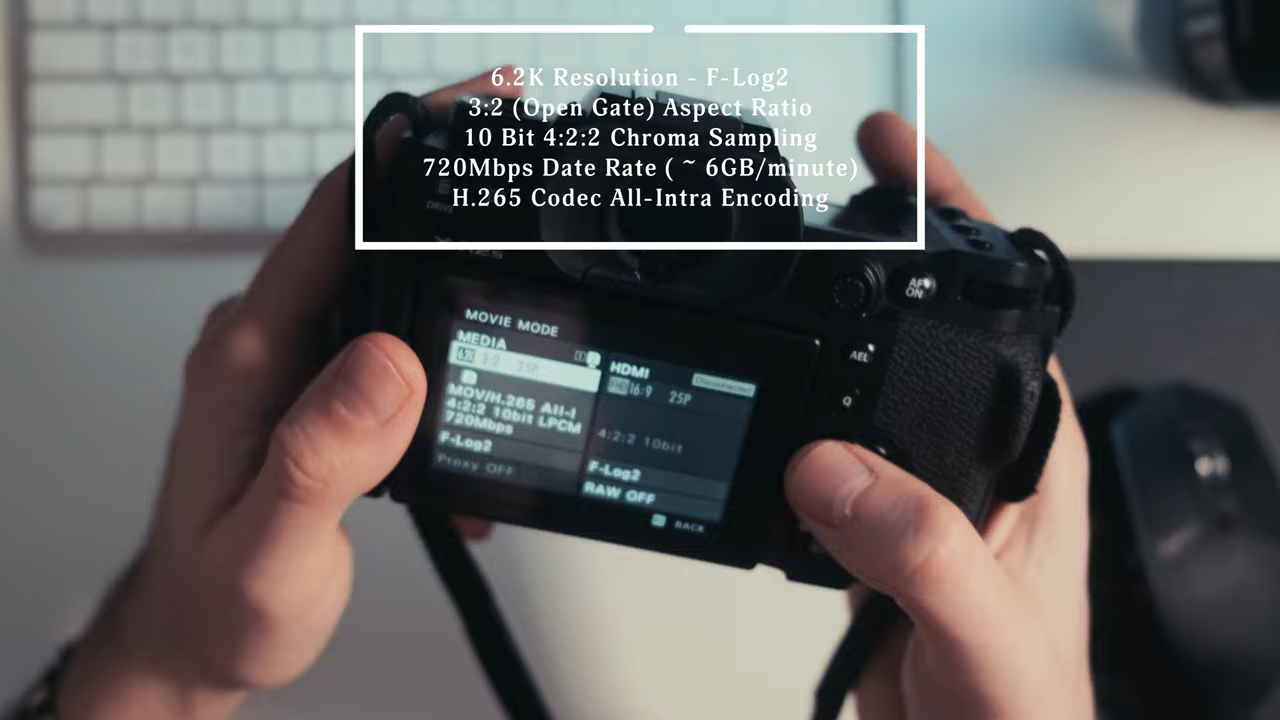 6.2K Resolution - F-Log2
3:2 (Open Gate) Aspect Ratio
10 Bit 4:2:2 Chroma Sampling
720Mbps Date Rate ( ~ 6GB/minute)
H.265 Codec All-Intra Encoding
AF
ON
AEL
Q
MOVIE MODE
MEDIA
3:2 25P
MOV/H.265 All-I
4:2:2 10bit LPCM
720Mbps
F-Log2
Proxy OFF
HDMI Disconnected
16:9 25P
4:2:2 10bit
F-Log2
RAW OFF
BACK